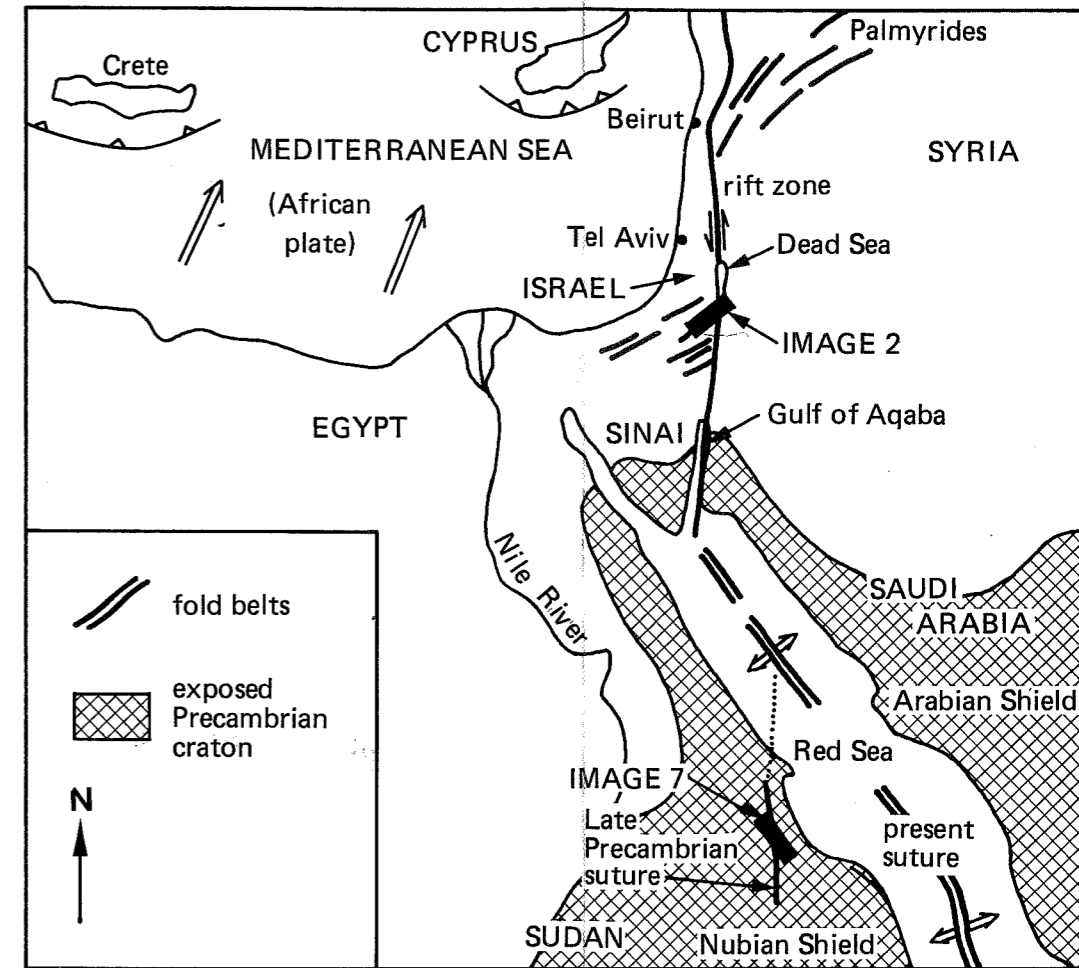 Palmyrides
CYPRUS
Crete
Beirut
MEDITERRANEAN SEA
SYRIA
rift zone
(African
plate)
Tel Aviv
Dead Sea
ISRAEL
IMAGE 2
EGYPT
SINAI
Gulf of Aqaba
Nile River
fold belts
SAUDI
ARABIA
exposed
Precambrian
craton
Arabian Shield
Red Sea
IMAGE 7
N
Late
Precambrian
suture
present
suture
SUDAN
Nubian Shield